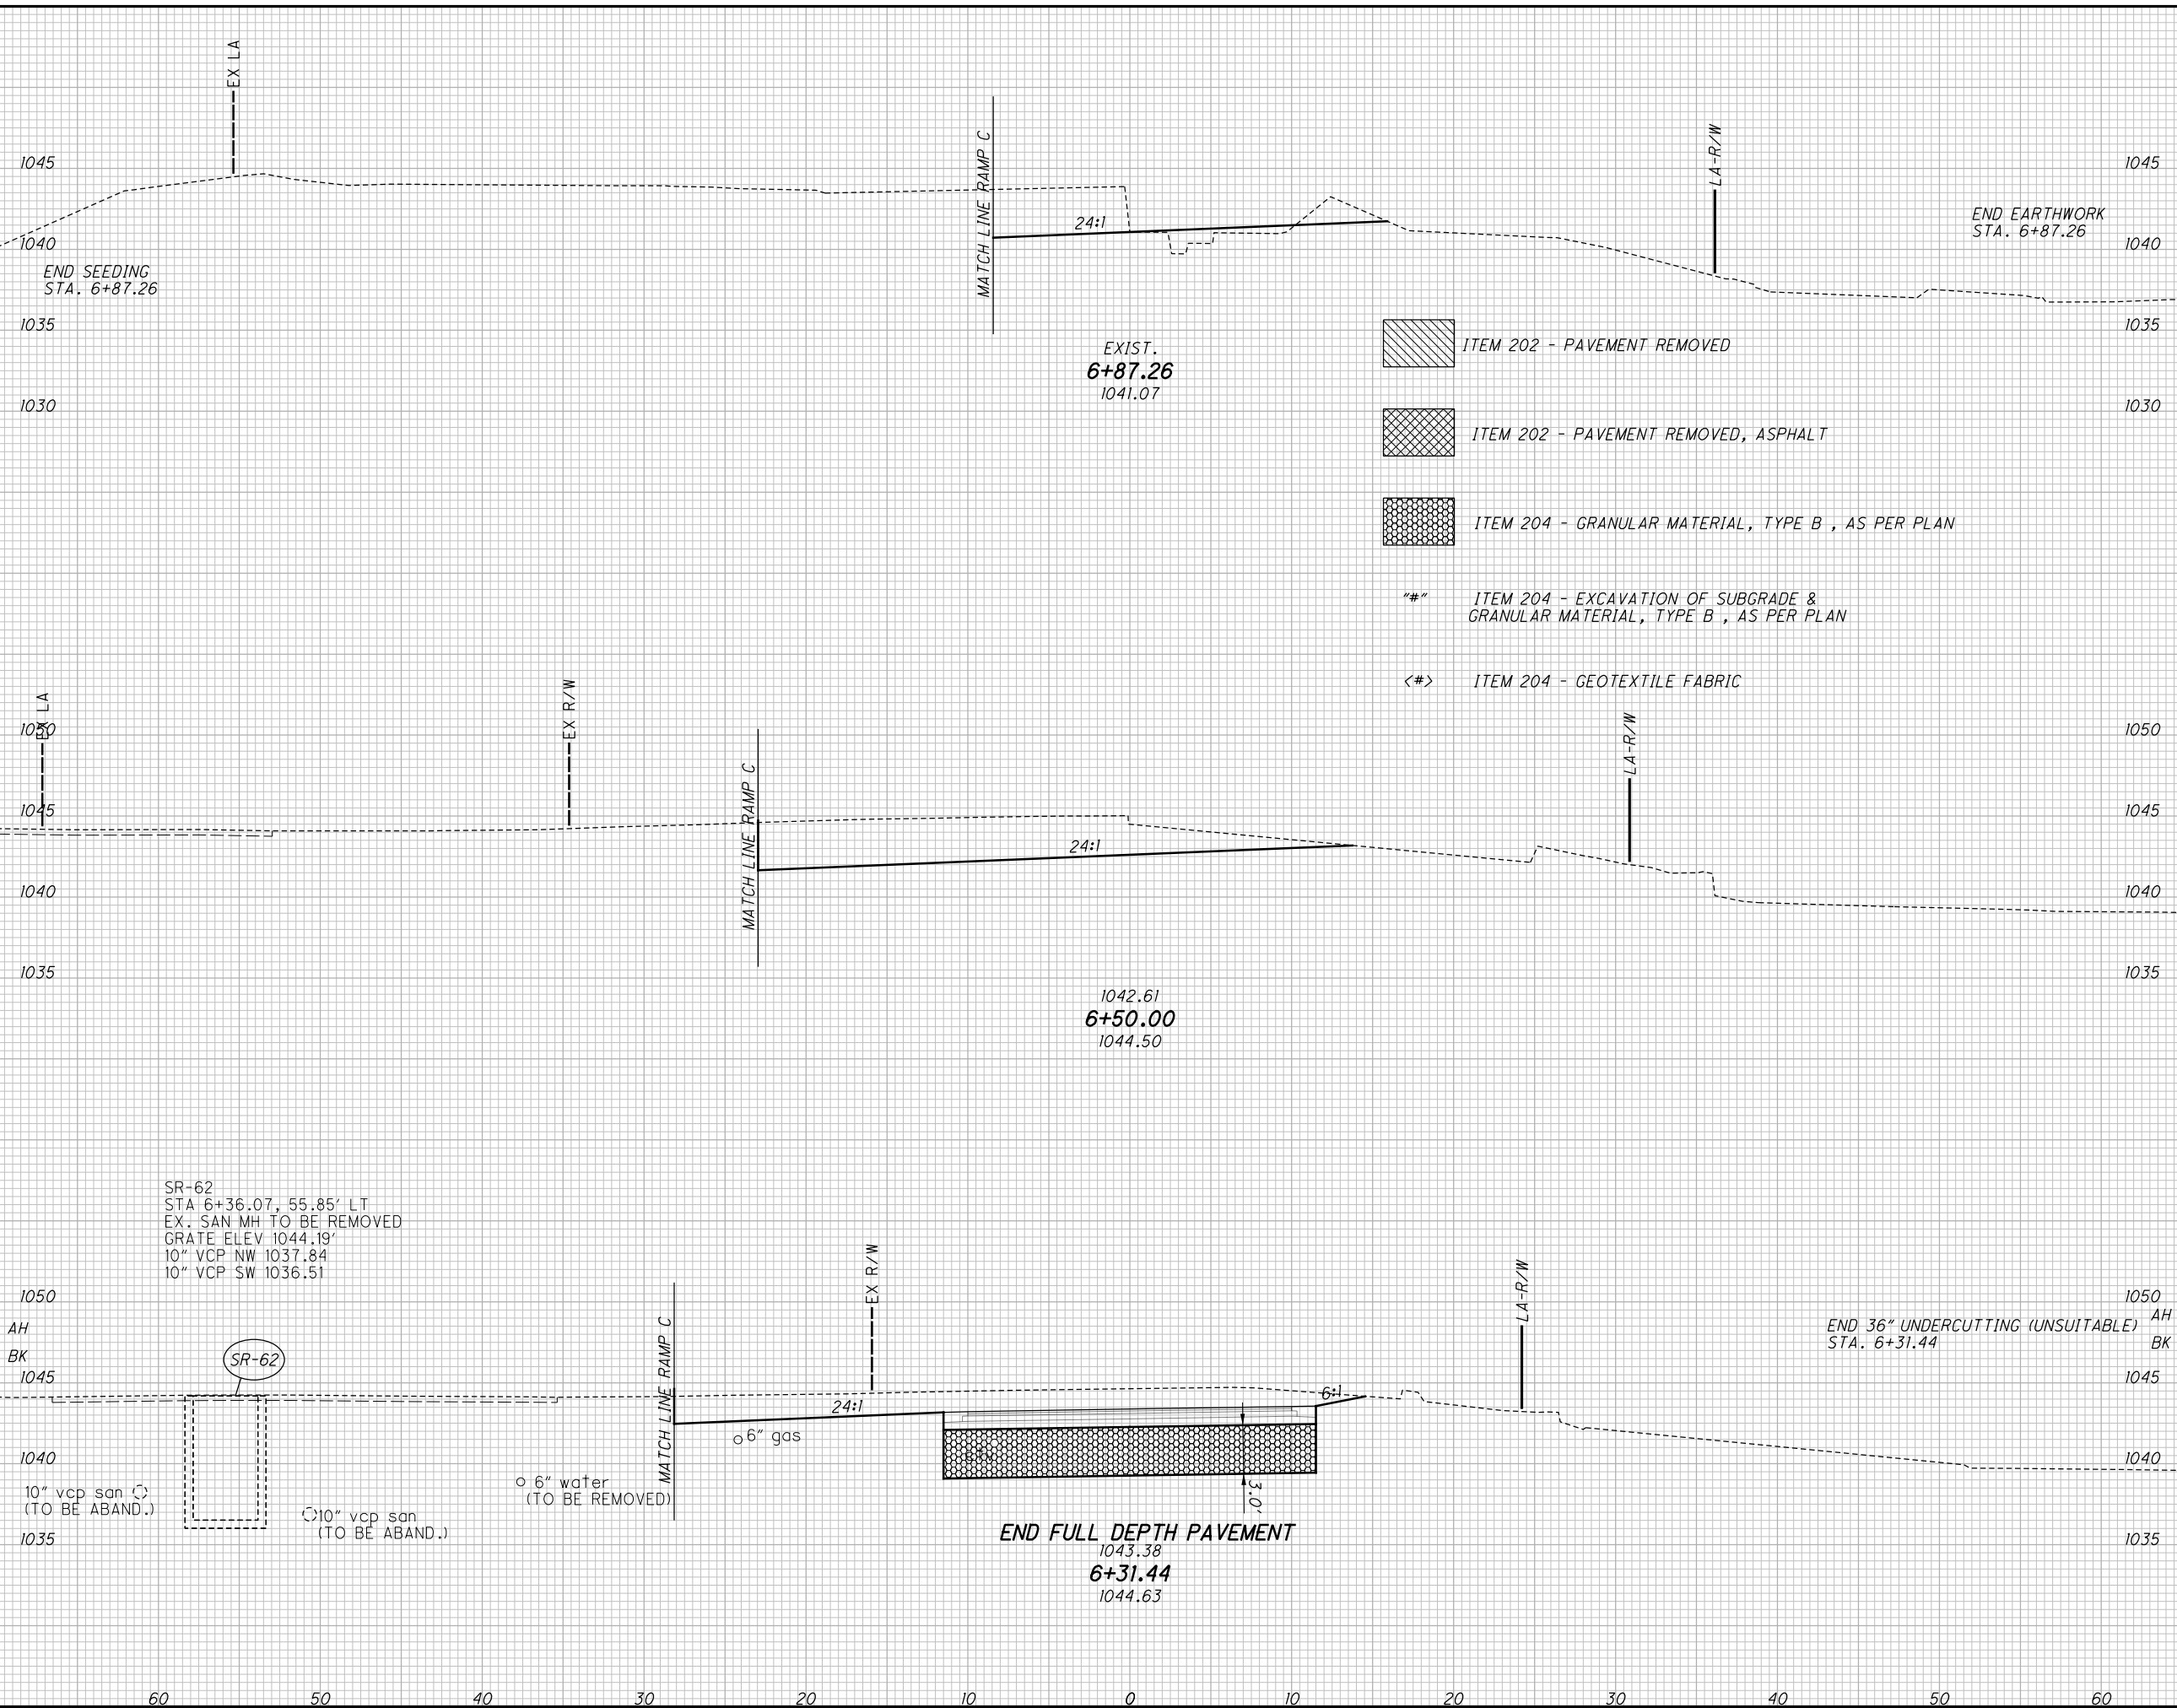 EX LA
MATCH LINE RAMP C
LA-R/W
1045
1045
24:1
END EARTHWORK
STA. 6+87.26
1040
1040
END SEEDING
STA. 6+87.26
1035
1035
EXIST.
6+87.26
1041.07
ITEM 202 - PAVEMENT REMOVED
1030
1030
ITEM 202 - PAVEMENT REMOVED, ASPHALT
ITEM 204 - GRANULAR MATERIAL, TYPE B , AS PER PLAN
"#" ITEM 204 - EXCAVATION OF SUBGRADE &
GRANULAR MATERIAL, TYPE B , AS PER PLAN
<#> ITEM 204 - GEOTEXTILE FABRIC
EX LA
EX R/W
MATCH LINE RAMP C
LA-R/W
1050
1050
1045
1045
24:1
1040
1040
1035
1035
1042.61
6+50.00
1044.50
SR-62
STA 6+36.07, 55.85' LT
EX. SAN MH TO BE REMOVED
GRATE ELEV 1044.19'
10" VCP NW 1037.84
10" VCP SW 1036.51
EX R/W
LA-R/W
MATCH LINE RAMP C
1050
1050
AH
AH
END 36" UNDERCUTTING (UNSUITABLE)
STA. 6+31.44
BK
BK
SR-62
1045
1045
24:1
6:1
6" gas
1040
1040
6" water
(TO BE REMOVED)
10" vcp san
(TO BE ABAND.)
10" vcp san
(TO BE ABAND.)
3.0'
1035
1035
END FULL DEPTH PAVEMENT
1043.38
6+31.44
1044.63
60 50 40 30 20 10 0 10 20 30 40 50 60